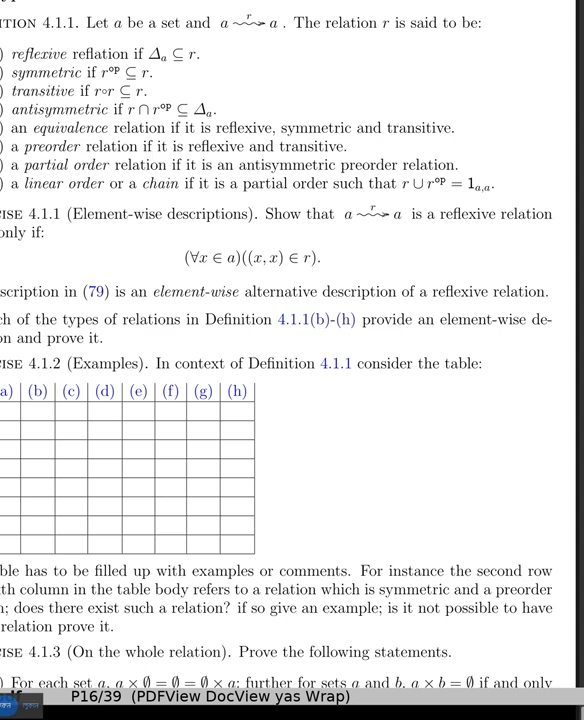 ITION 4.1.1. Let a be a set and a r a . The relation r is said to be:
) reflexive reflation if Δₐ ⊆ r.
) symmetric if rᵒᵖ ⊆ r.
) transitive if r∘r ⊆ r.
) antisymmetric if r ∩ rᵒᵖ ⊆ Δₐ.
) an equivalence relation if it is reflexive, symmetric and transitive.
) a preorder relation if it is reflexive and transitive.
) a partial order relation if it is an antisymmetric preorder relation.
) a linear order or a chain if it is a partial order such that r ∪ rᵒᵖ = 1ₐ,ₐ.
ISE 4.1.1 (Element-wise descriptions). Show that a r a is a reflexive relation
only if:
(∀x ∈ a)((x, x) ∈ r).
scription in (79) is an element-wise alternative description of a reflexive relation.
ch of the types of relations in Definition 4.1.1(b)-(h) provide an element-wise de-
on and prove it.
ISE 4.1.2 (Examples). In context of Definition 4.1.1 consider the table:
a) (b) (c) (d) (e) (f) (g) (h)
ble has to be filled up with examples or comments. For instance the second row
th column in the table body refers to a relation which is symmetric and a preorder
n; does there exist such a relation? if so give an example; is it not possible to have
relation prove it.
ISE 4.1.3 (On the whole relation). Prove the following statements.
) For each set a, a × ∅ = ∅ = ∅ × a; further for sets a and b, a × b = ∅ if and only
P16/39 (PDFView DocView yas Wrap)